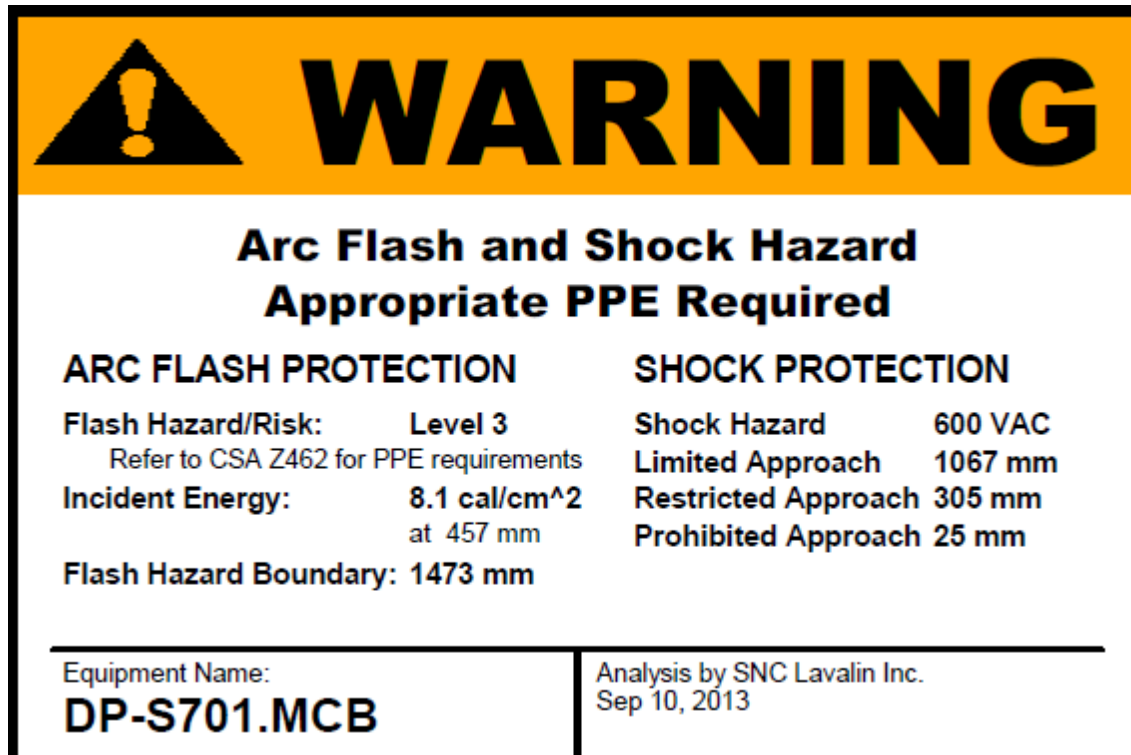 WARNING
Arc Flash and Shock Hazard
Appropriate PPE Required
ARC FLASH PROTECTION
Flash Hazard/Risk: Level 3
Refer to CSA Z462 for PPE requirements
Incident Energy: 8.1 cal/cm^2
at 457 mm
Flash Hazard Boundary: 1473 mm
SHOCK PROTECTION
Shock Hazard 600 VAC
Limited Approach 1067 mm
Restricted Approach 305 mm
Prohibited Approach 25 mm
Equipment Name:
DP-S701.MCB
Analysis by SNC Lavalin Inc.
Sep 10, 2013